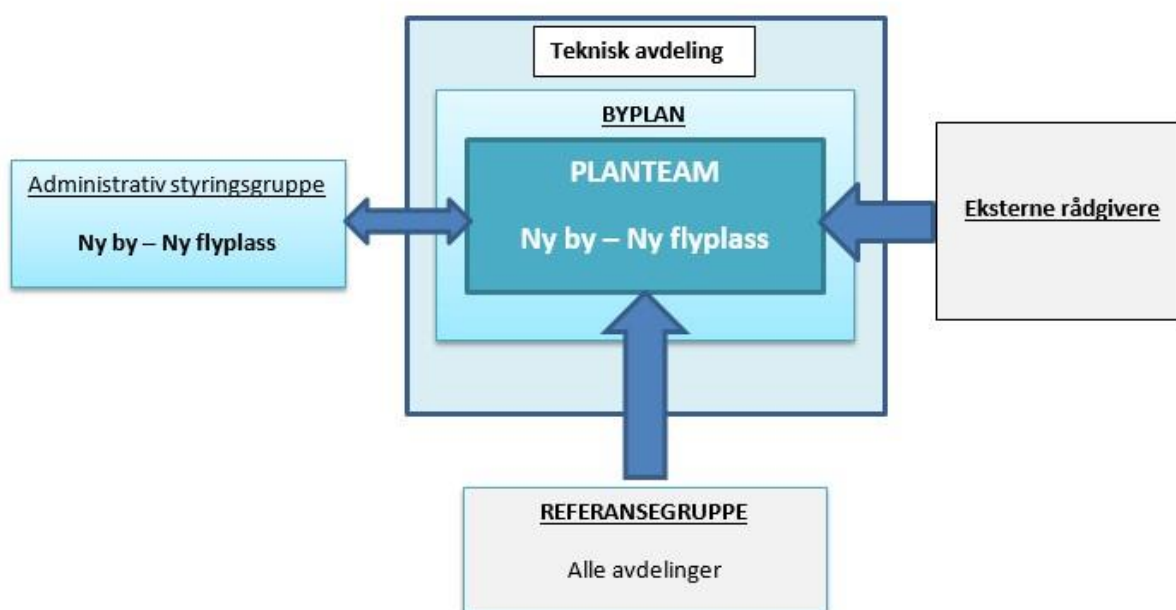 Teknisk avdeling
BYPLAN
PLANTEAM
Ny by – Ny flyplass
Administrativ styringsgruppe
Ny by – Ny flyplass
Eksterne rådgivere
REFERANSEGRUPPE
Alle avdelinger